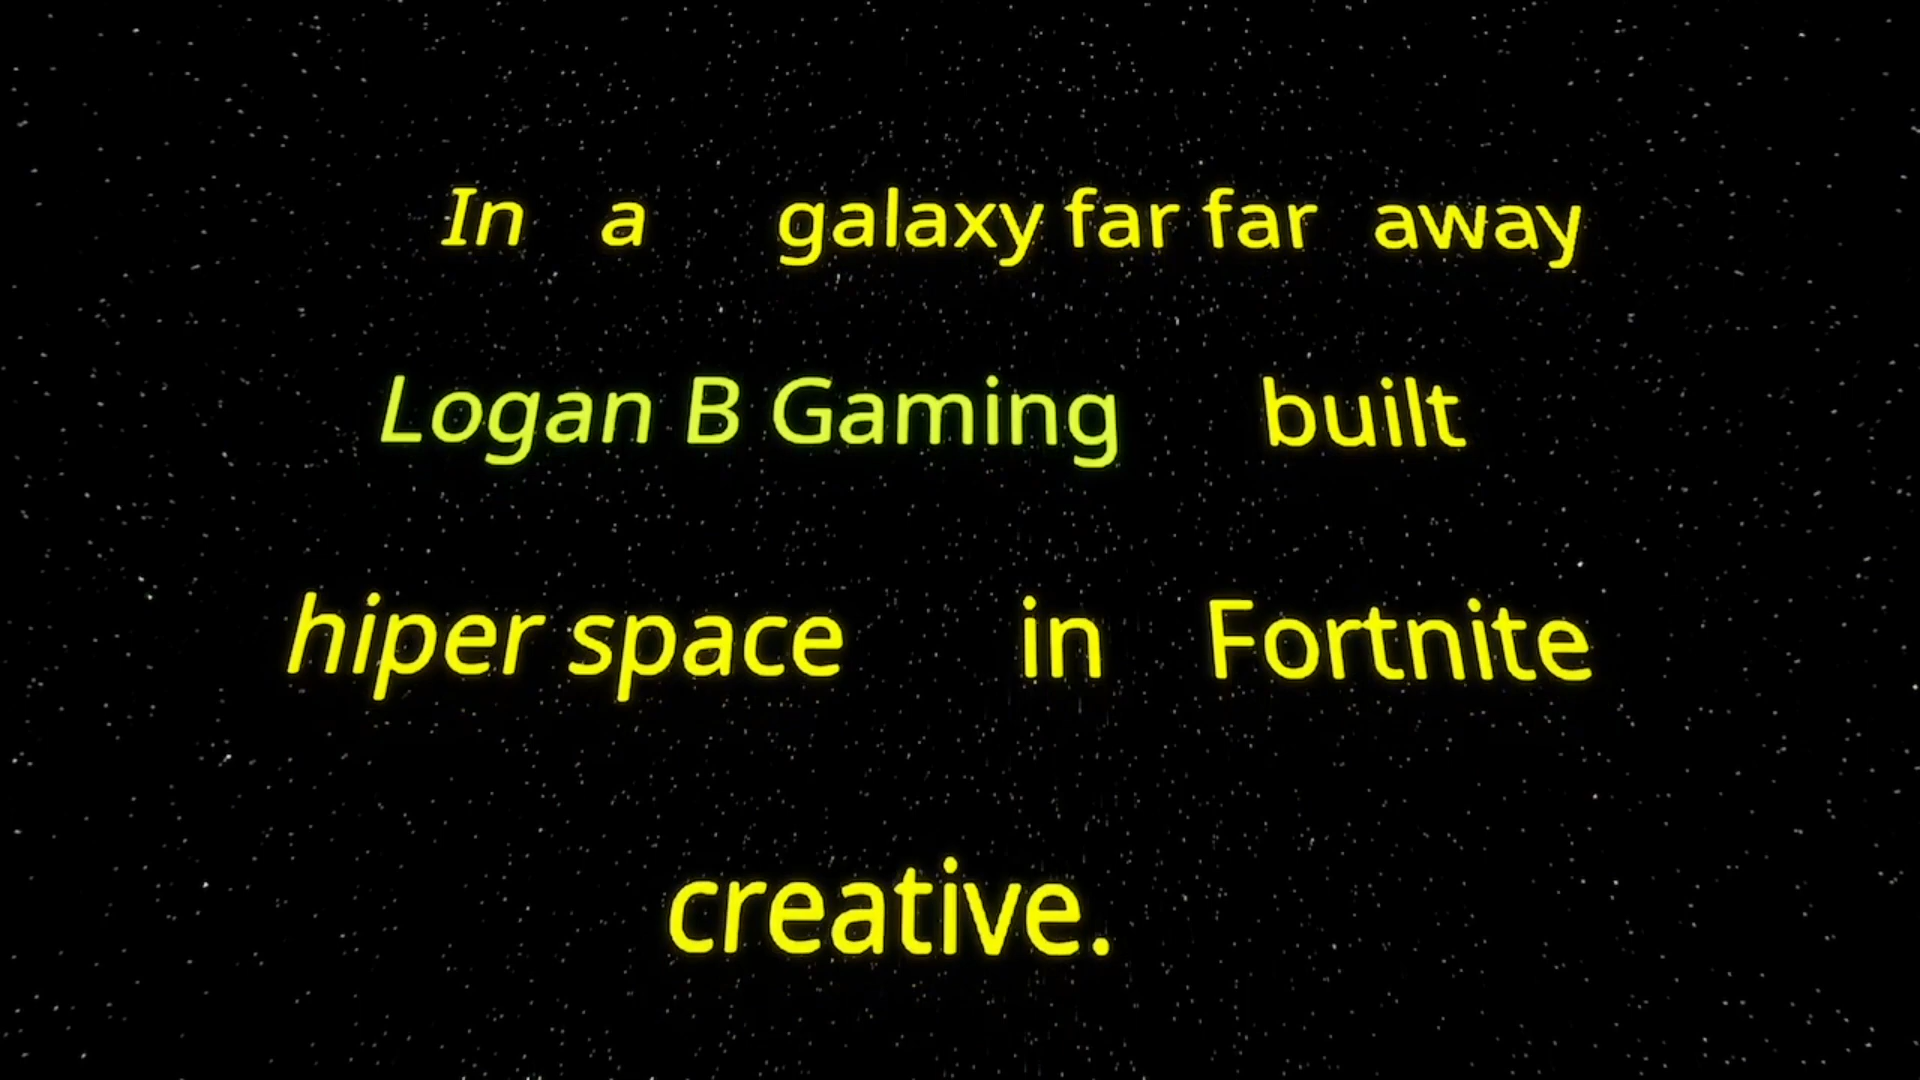 In a galaxy far far away
Logan B Gaming built
hiper space in Fortnite
creative.